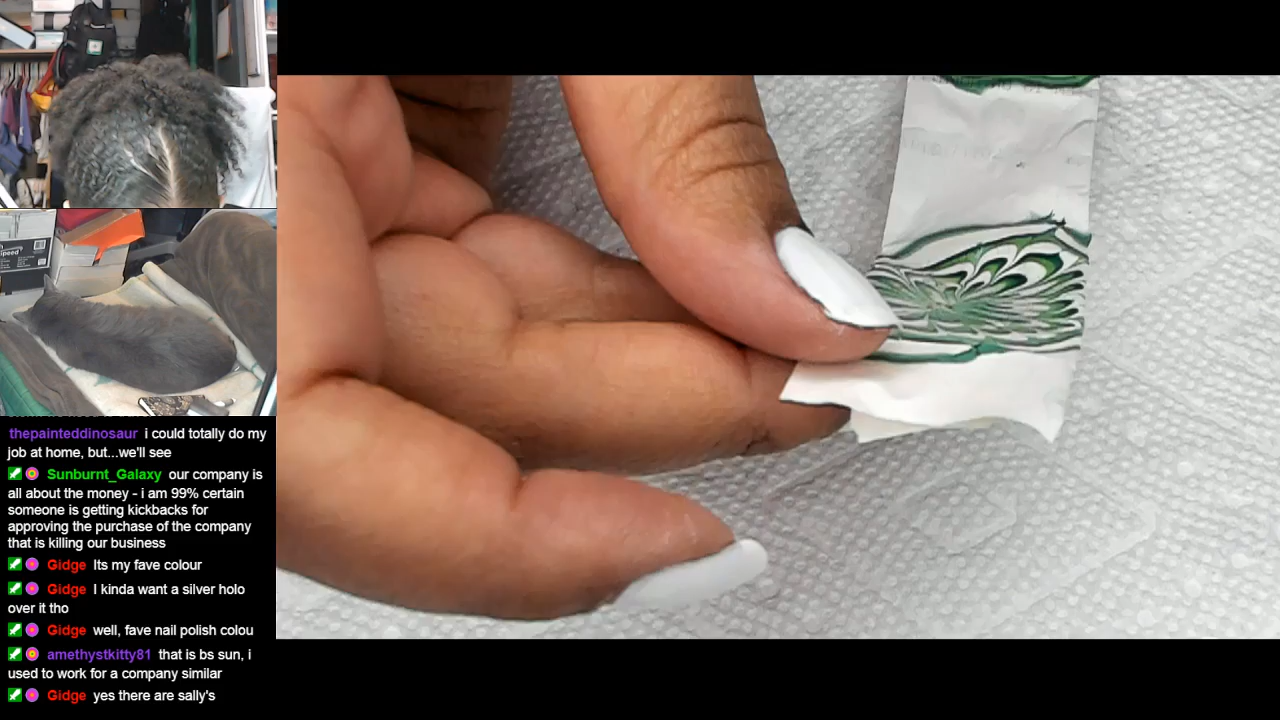 thepainteddinosaur i could totally do my
job at home, but...we'll see
Sunburnt_Galaxy our company is
all about the money - i am 99% certain
someone is getting kickbacks for
approving the purchase of the company
that is killing our business
Gidge Its my fave colour
Gidge I kinda want a silver holo
over it tho
Gidge well, fave nail polish colou
amethystkitty81 that is bs sun, i
used to work for a company similar
Gidge yes there are sally's